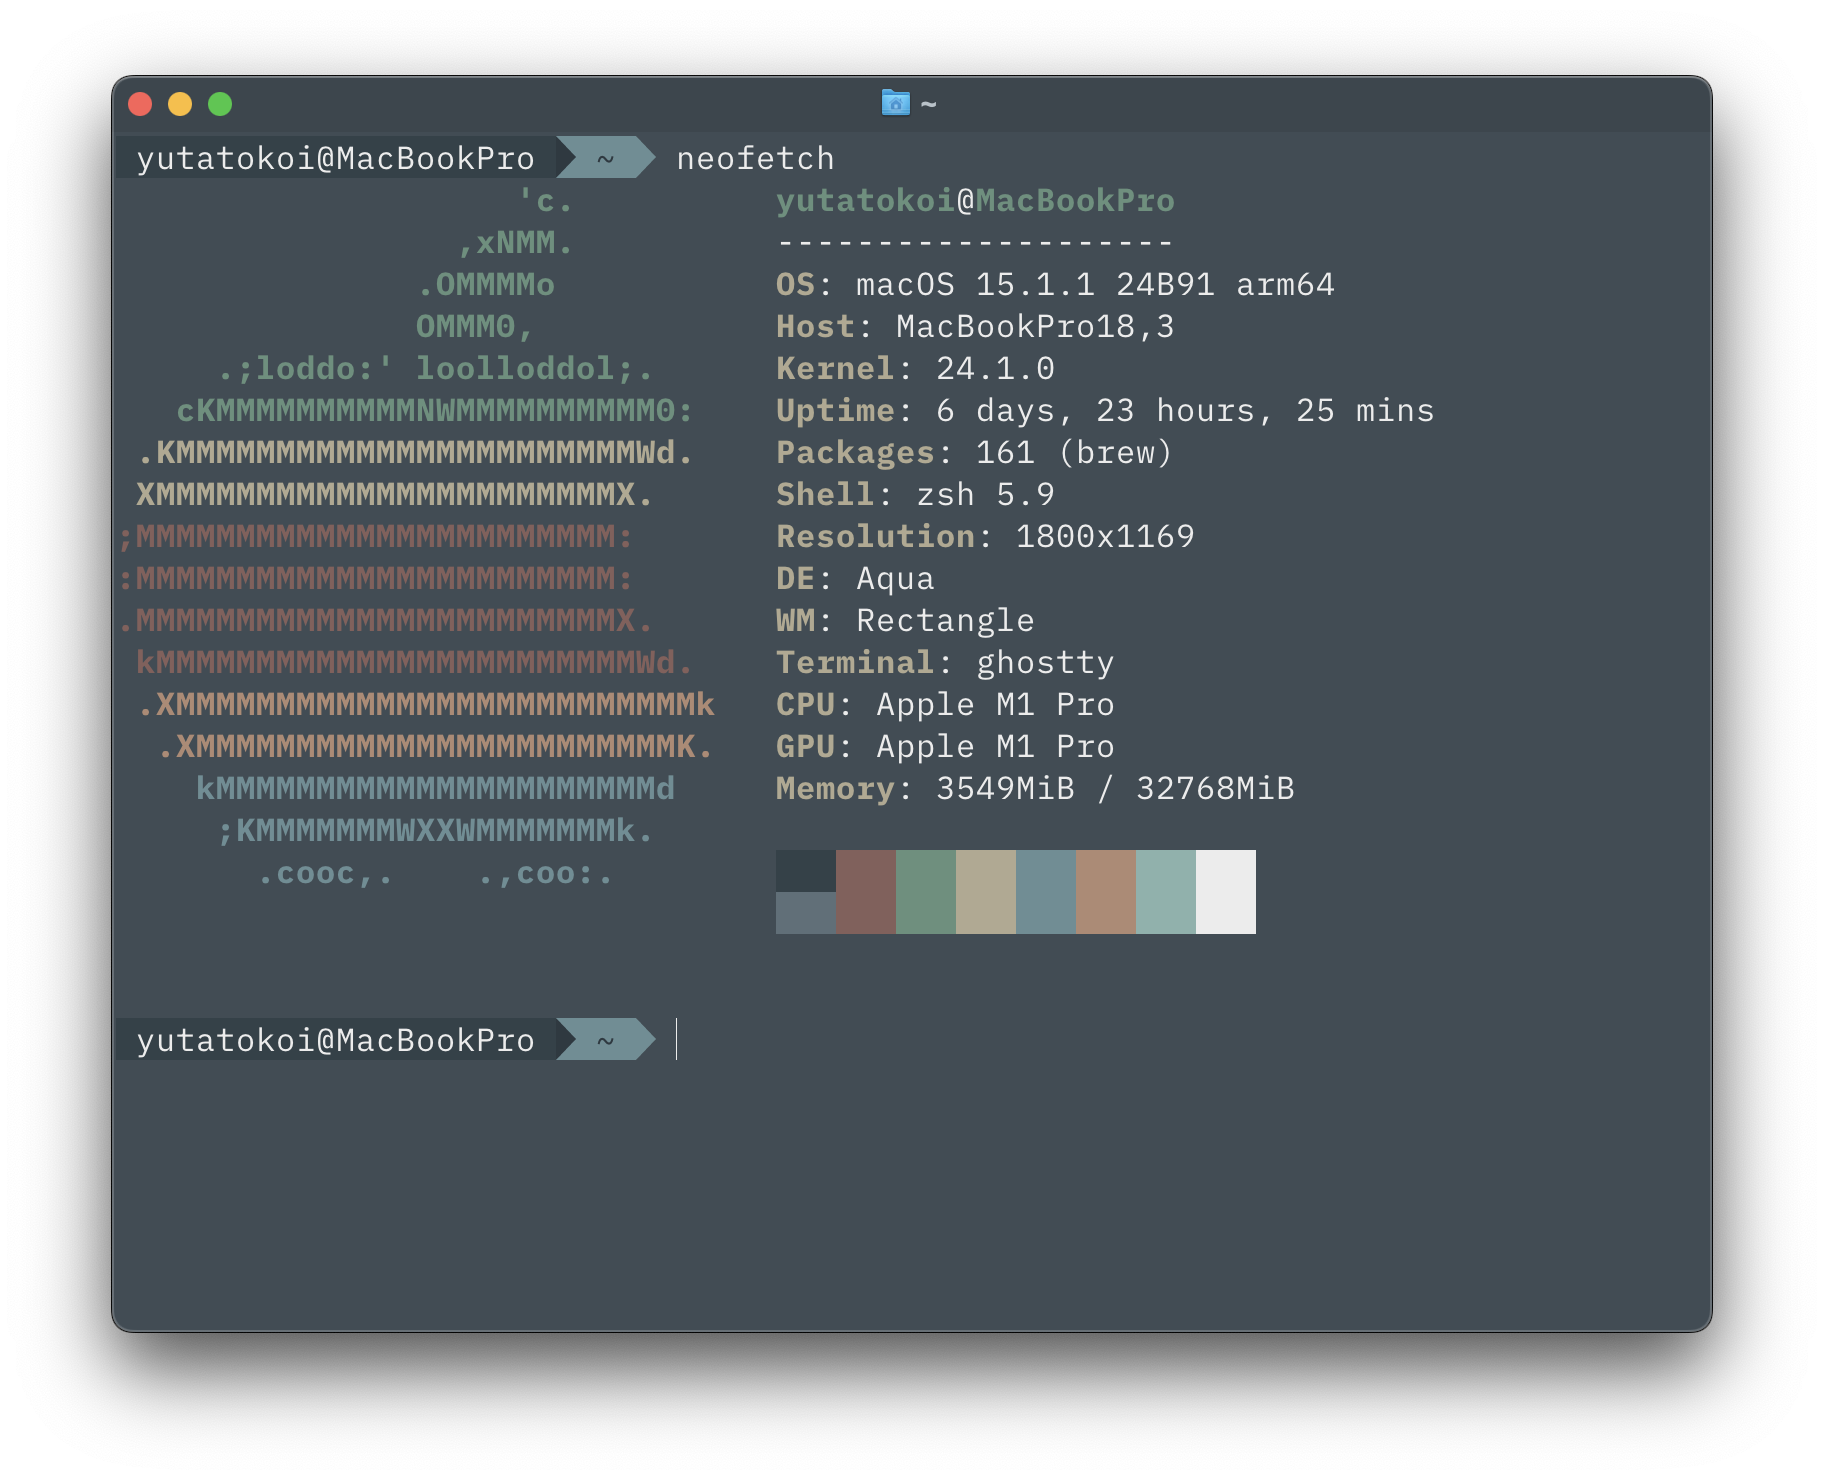 ~
yutatokoi@MacBookPro ~ neofetch
'c.
,xNMM.
.OMMMMo
OMMM0,
.;loddo:' loolloddol;.
cKMMMMMMMMMMNWMMMMMMMMMM0:
.KMMMMMMMMMMMMMMMMMMMMMMMWd.
XMMMMMMMMMMMMMMMMMMMMMMMX.
;MMMMMMMMMMMMMMMMMMMMMMMM:
:MMMMMMMMMMMMMMMMMMMMMMMM:
.MMMMMMMMMMMMMMMMMMMMMMMMX.
kMMMMMMMMMMMMMMMMMMMMMMMMWd.
.XMMMMMMMMMMMMMMMMMMMMMMMMMMk
.XMMMMMMMMMMMMMMMMMMMMMMMMK.
kMMMMMMMMMMMMMMMMMMMMMMd
;KMMMMMMMWXXWMMMMMMMk.
.cooc,.    .,coo:.
yutatokoi@MacBookPro
--------------------
OS: macOS 15.1.1 24B91 arm64
Host: MacBookPro18,3
Kernel: 24.1.0
Uptime: 6 days, 23 hours, 25 mins
Packages: 161 (brew)
Shell: zsh 5.9
Resolution: 1800x1169
DE: Aqua
WM: Rectangle
Terminal: ghostty
CPU: Apple M1 Pro
GPU: Apple M1 Pro
Memory: 3549MiB / 32768MiB
yutatokoi@MacBookPro ~